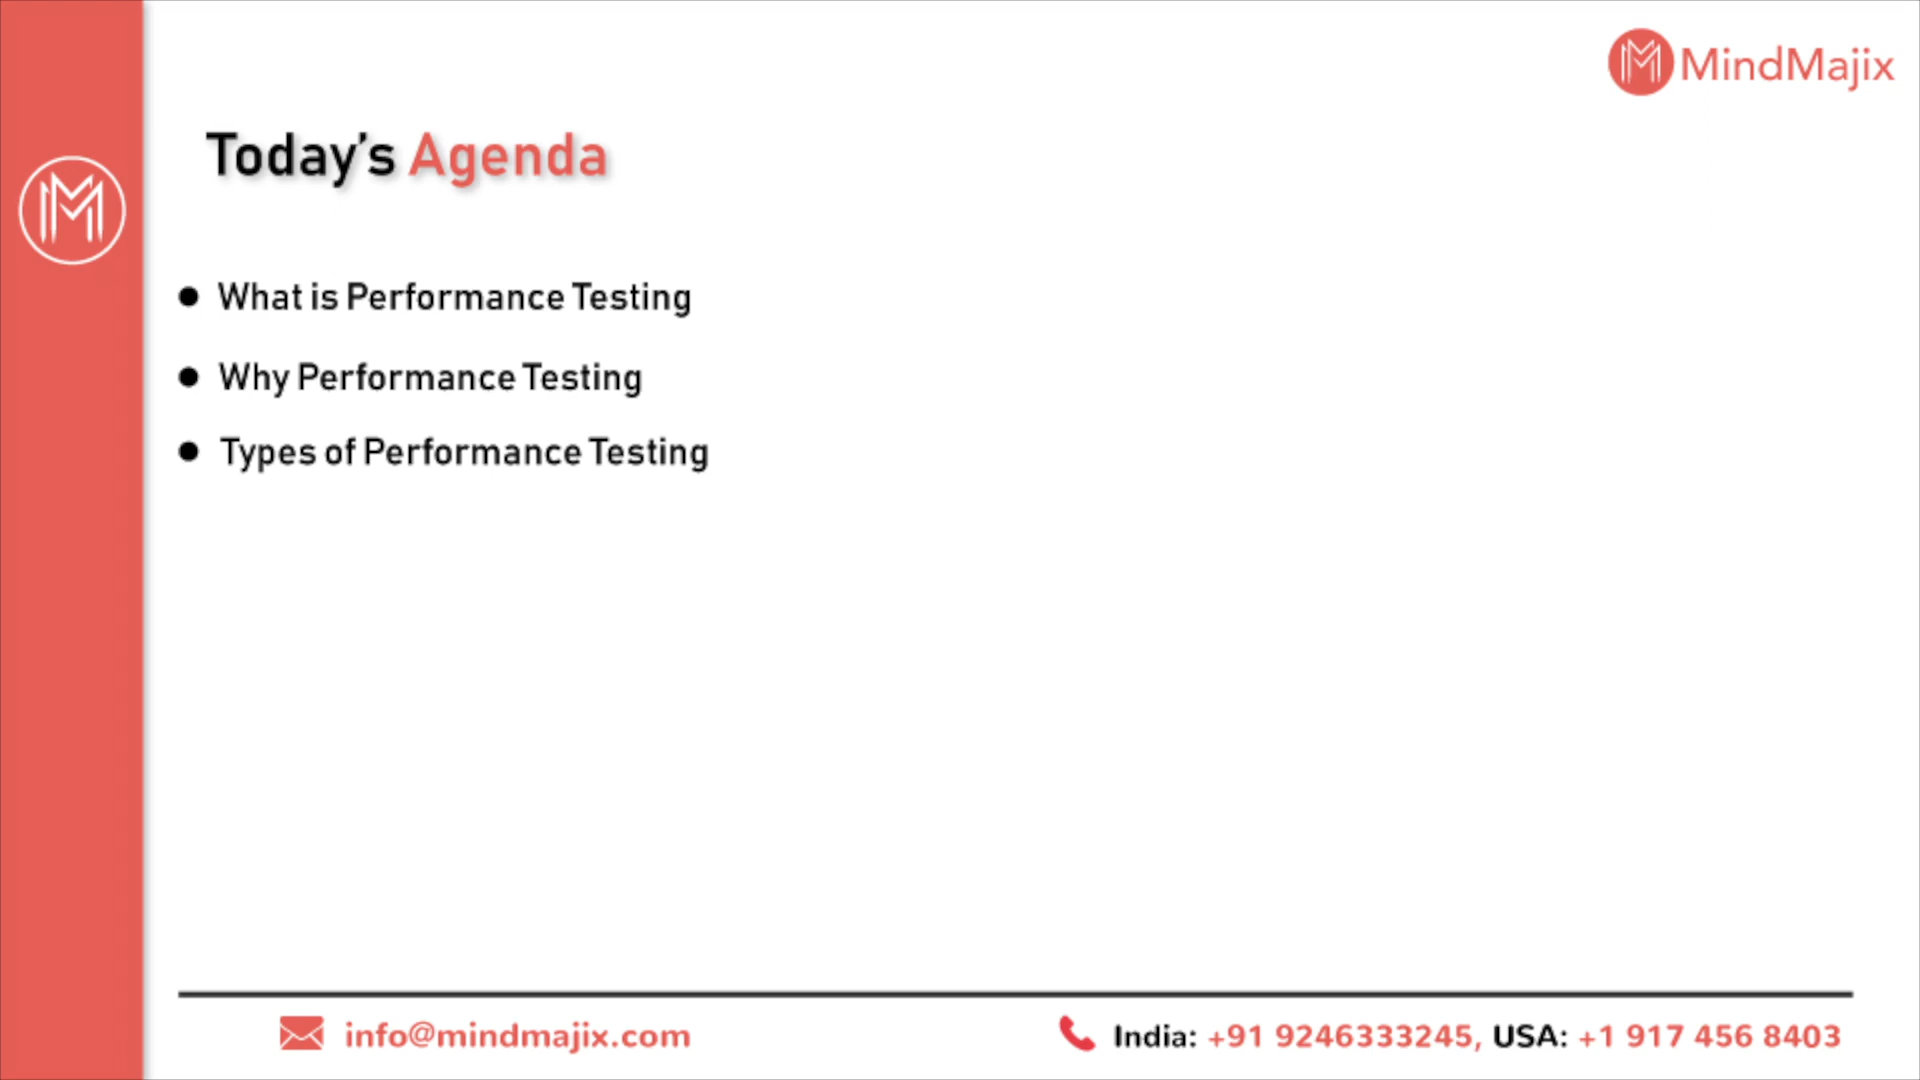 MindMajix
Today's Agenda
● What is Performance Testing
● Why Performance Testing
● Types of Performance Testing
info@mindmajix.com
India: +91 9246333245, USA: +1 917 456 8403